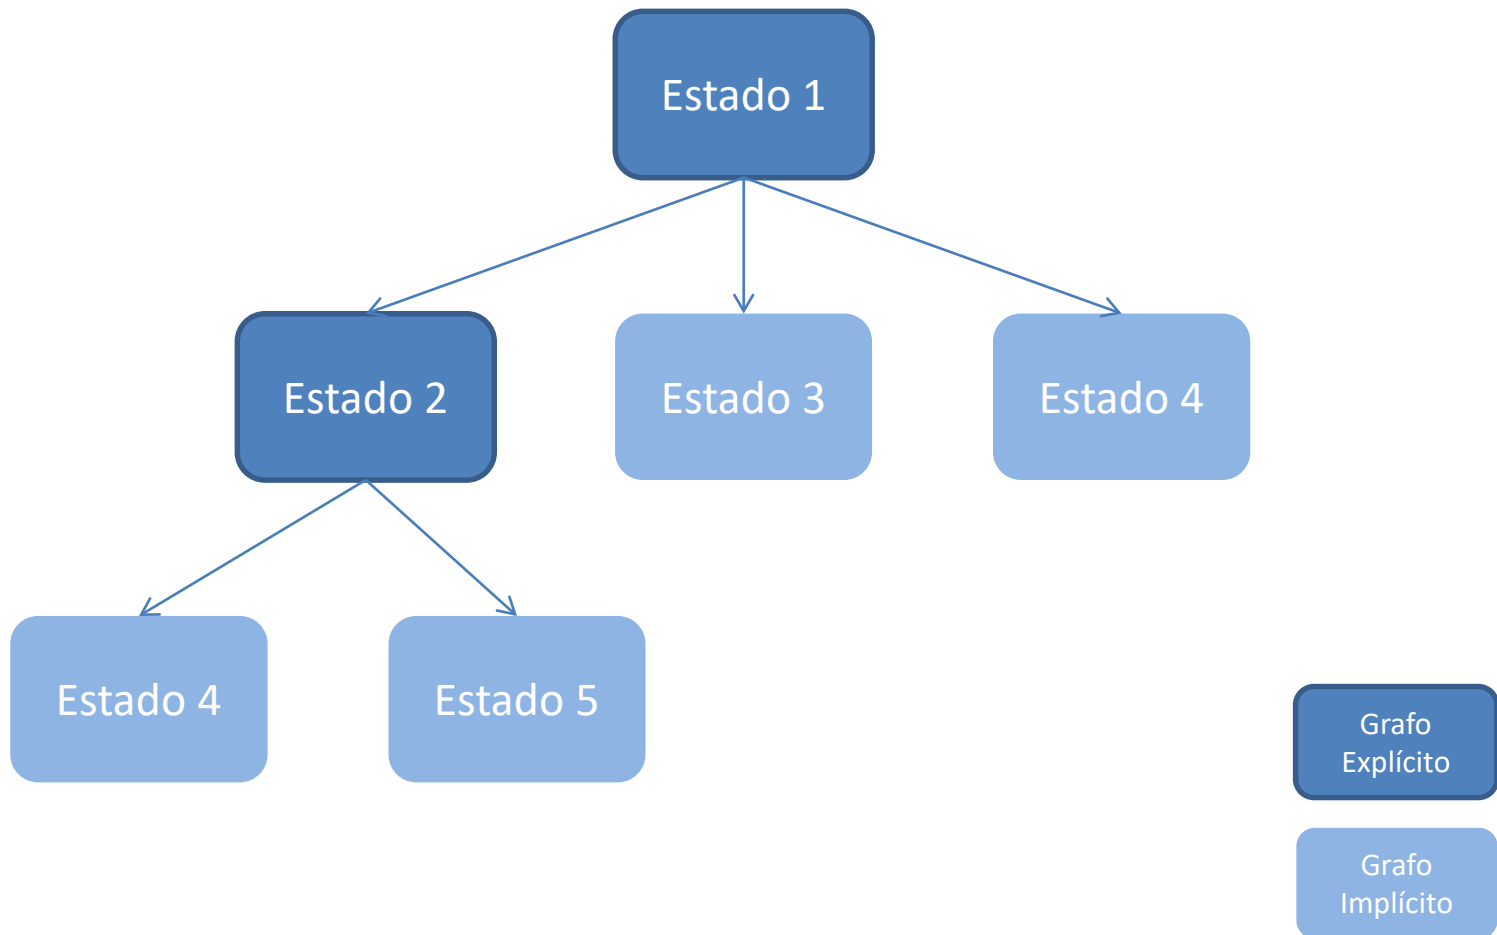 Estado 1
Estado 2
Estado 3
Estado 4
Estado 4
Estado 5
Grafo
Explícito
Grafo
Implícito